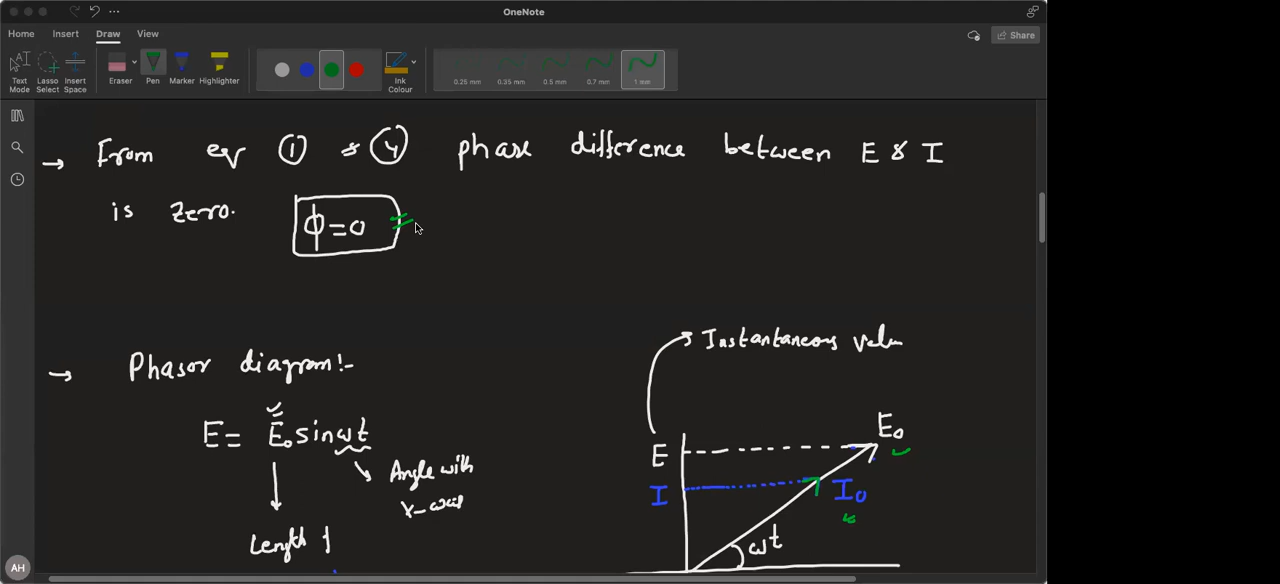 OneNote
Home Insert Draw View
Share
Text Mode
Lasso Select
Insert Space
Eraser
Pen
Marker
Highlighter
Ink Colour
0.25 mm
0.35 mm
0.5 mm
0.7 mm
1 mm
→ From eq ① & ④ phase difference between E & I
is zero. ϕ=0
→ Phasor diagram!-
→ Instantaneous
E= E₀sinωt
Angle with
Length
E
I
E₀
I₀
ωt
AH